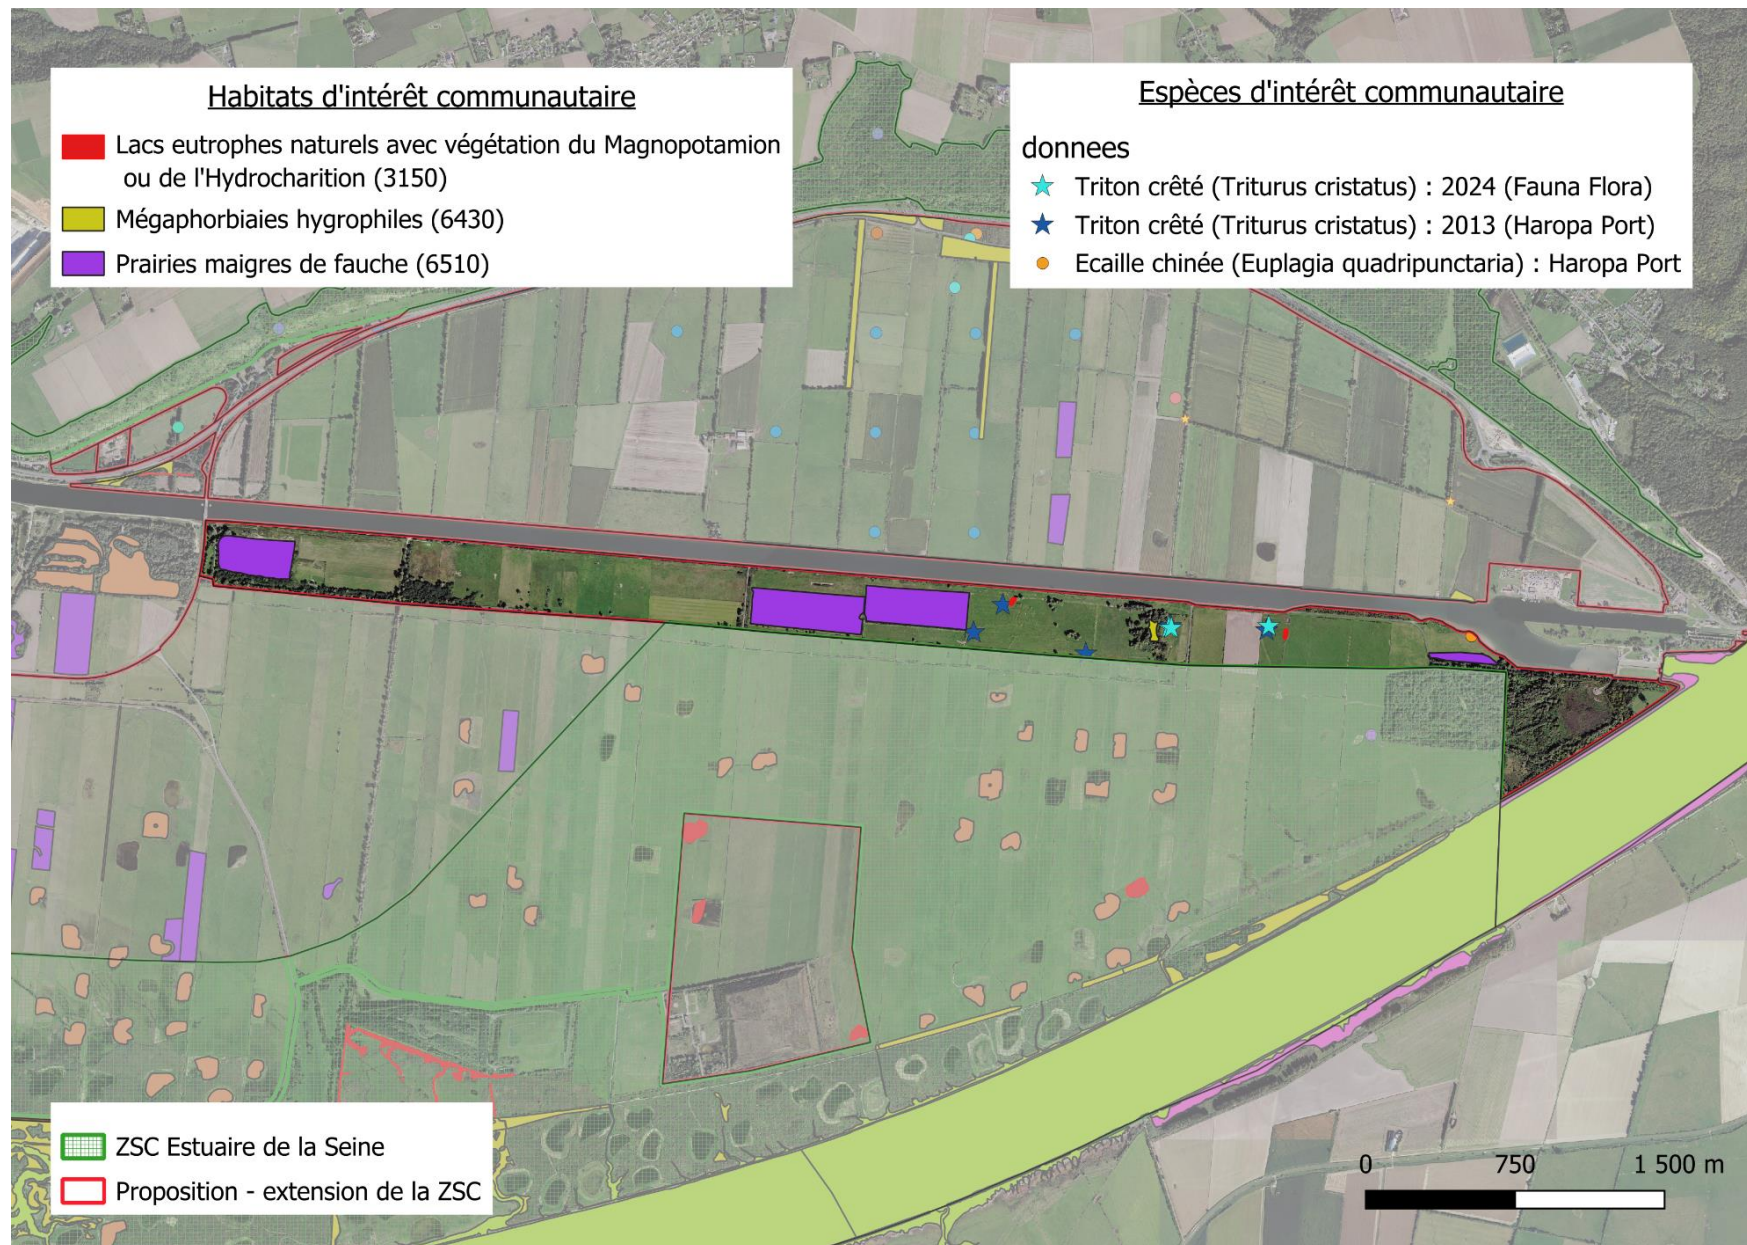 Habitats d'intérêt communautaire
Lacs eutrophes naturels avec végétation du Magnopotamion
ou de l'Hydrocharition (3150)
Mégaphorbiaies hygrophiles (6430)
Prairies maigres de fauche (6510)
Espèces d'intérêt communautaire
donnees
Triton crêté (Triturus cristatus) : 2024 (Fauna Flora)
Triton crêté (Triturus cristatus) : 2013 (Haropa Port)
Ecaille chinée (Euplagia quadripunctaria) : Haropa Port
ZSC Estuaire de la Seine
Proposition - extension de la ZSC
0 750 1 500 m